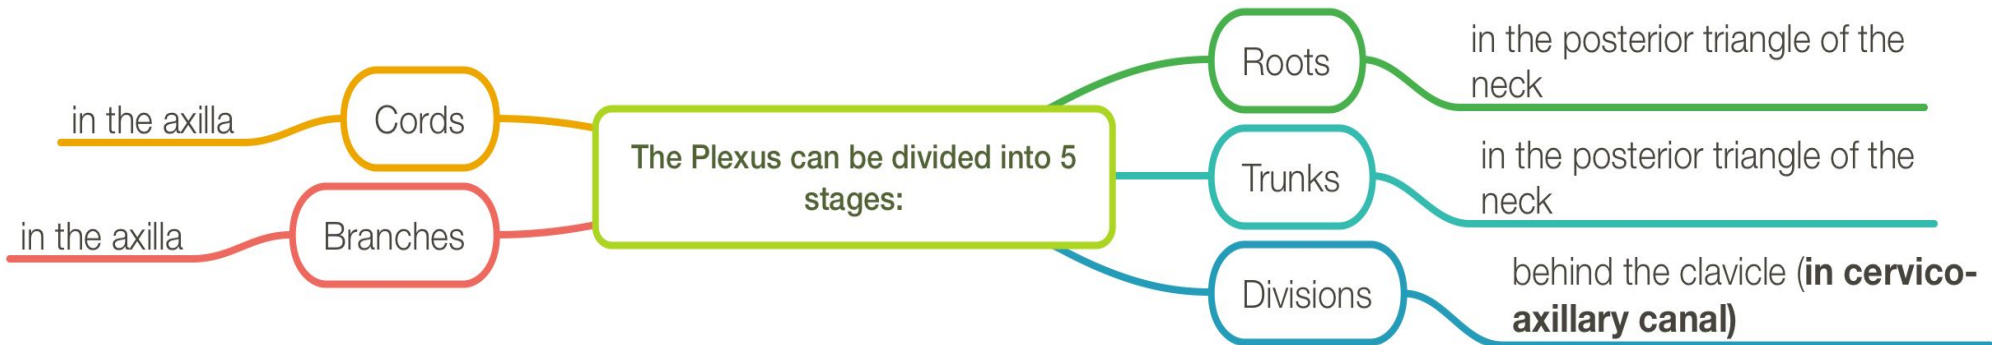 The Plexus can be divided into 5
stages:
Roots
in the posterior triangle of the
neck
Trunks
in the posterior triangle of the
neck
Divisions
behind the clavicle (in cervico-
axillary canal)
Cords
in the axilla
Branches
in the axilla